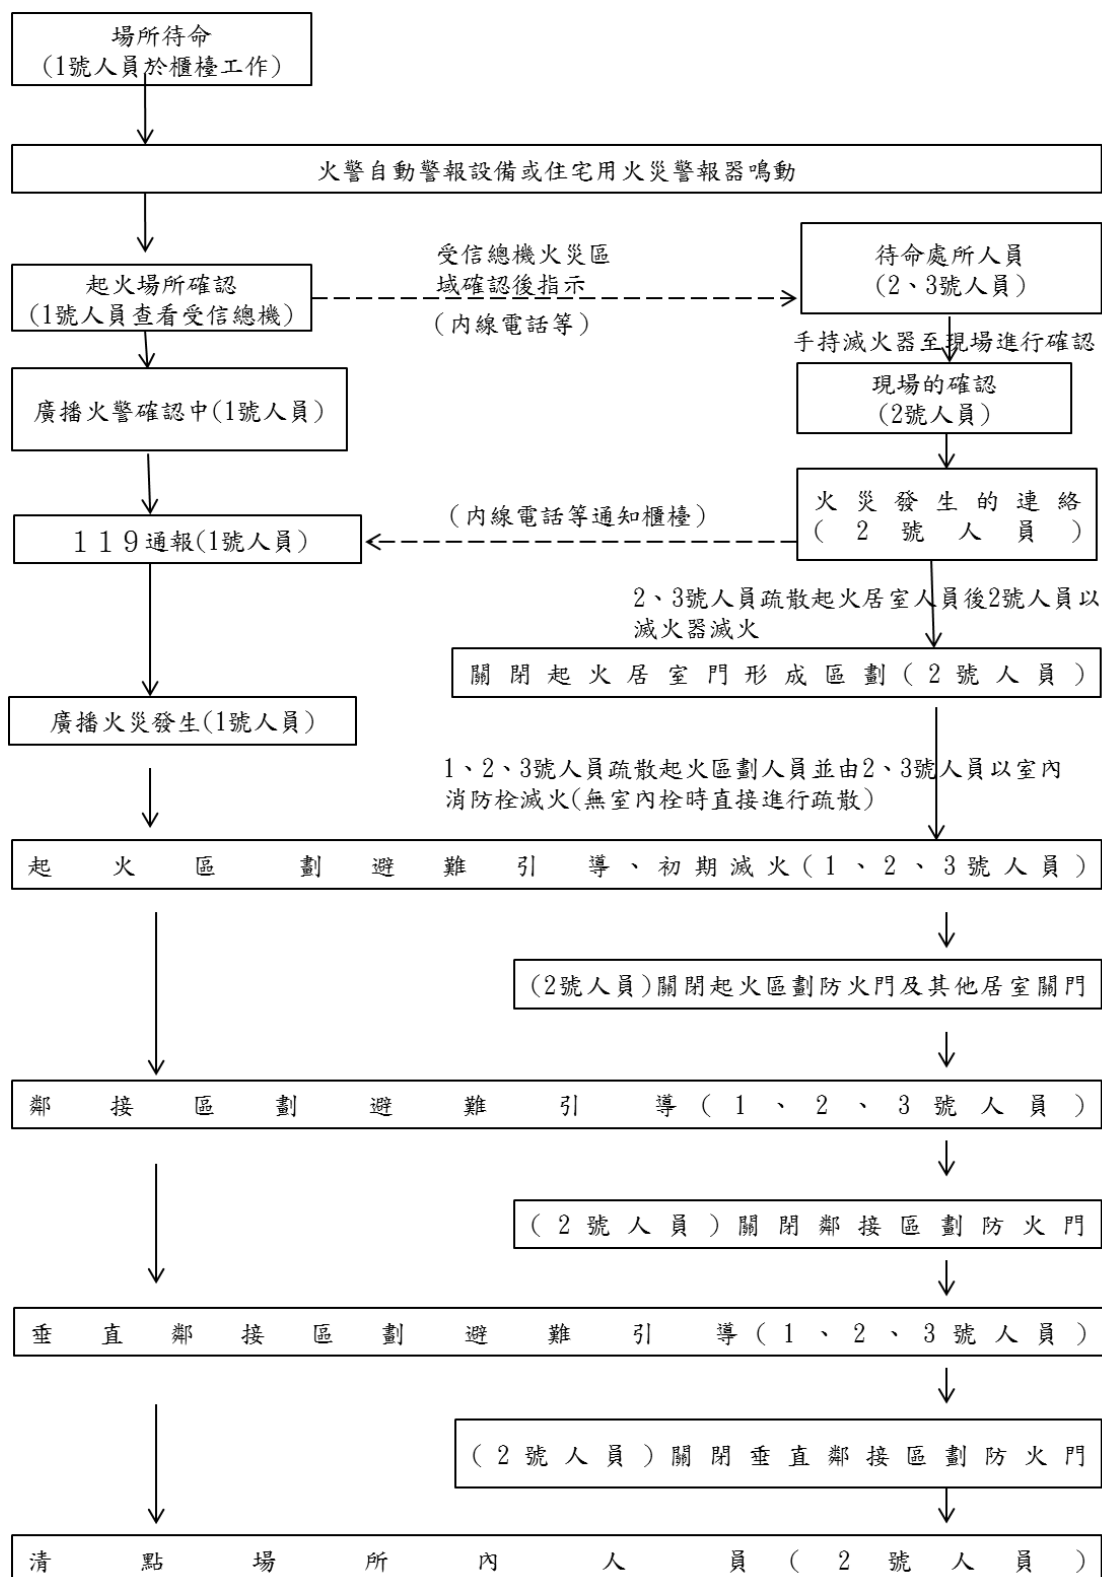 場所待命
(1號人員於櫃檯工作)
火警自動警報設備或住宅用火災警報器鳴動
受信總機火災區
域確認後指示
(內線電話等)
待命處所人員
(2、3號人員)
起火場所確認
(1號人員查看受信總機)
手持滅火器至現場進行確認
現場的確認
(2號人員)
廣播火警確認中(1號人員)
火災發生的連絡
(2號人員)
(內線電話等通知櫃檯)
１１９通報(1號人員)
2、3號人員疏散起火居室人員後2號人員以
滅火器滅火
關閉起火居室門形成區劃(2號人員)
廣播火災發生(1號人員)
1、2、3號人員疏散起火區劃人員並由2、3號人員以室內
消防栓滅火(無室內栓時直接進行疏散)
起火區劃避難引導、初期滅火(1、2、3號人員)
(2號人員)關閉起火區劃防火門及其他居室關門
鄰接區劃避難引導(1、2、3號人員)
(2號人員)關閉鄰接區劃防火門
垂直鄰接區劃避難引導(1、2、3號人員)
(2號人員)關閉垂直鄰接區劃防火門
清點場所內人員(2號人員)